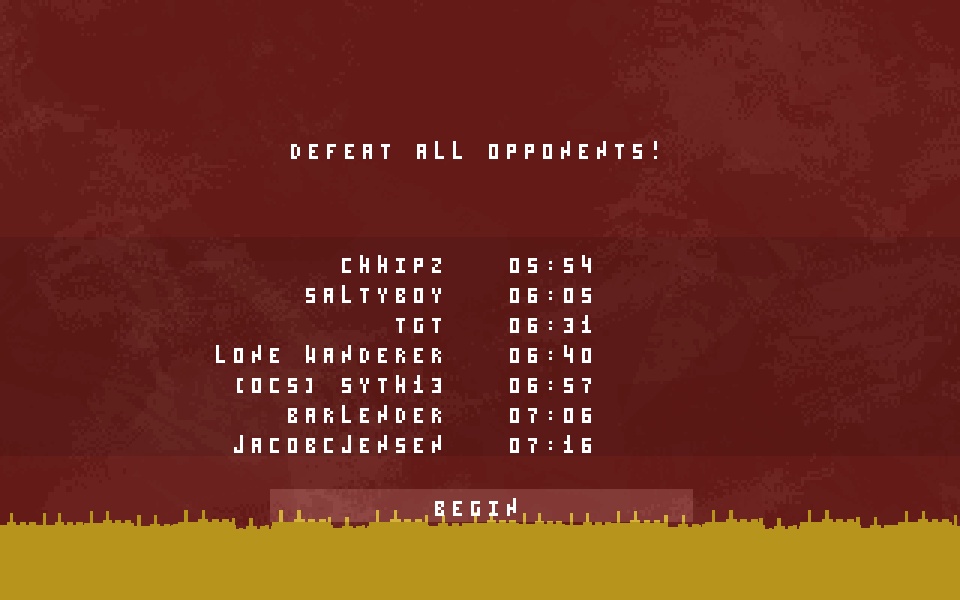 DEFEAT ALL OPPONENTS!
CHHIPZ 05:54
SALTYBOY 06:05
TGT 06:31
LONE WANDERER 06:40
[OCS] SYTH13 06:57
BARLENDER 07:06
JACOBCJENSEN 07:16
BEGIN